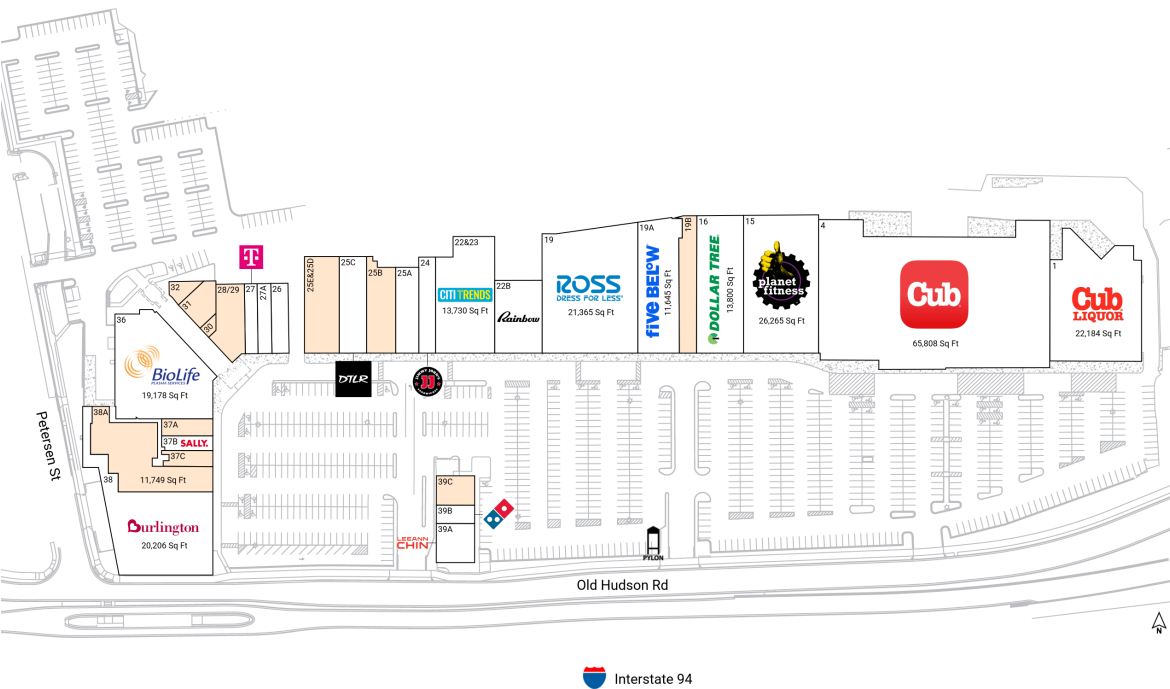 32
31
30
28/29
27
27A
26
T
25E&25D
25C
25B
25A
24
22&23
CITI TRENDS
13,730 Sq Ft
22B
Rainbow
19
ROSS
DRESS FOR LESS
21,365 Sq Ft
19A
five BELOW
11,645 Sq Ft
19B
16
DOLLAR TREE
13,800 Sq Ft
15
planet
fitness
26,265 Sq Ft
4
Cub
65,808 Sq Ft
1
Cub
LIQUOR
22,184 Sq Ft
36
BioLife
PLASMA SERVICES
19,178 Sq Ft
DTLR
JJ
38A
37A
37B SALLY.
37C
11,749 Sq Ft
38
Burlington
20,206 Sq Ft
Petersen St
39C
39B
39A
LEEANN
CHIN
PYLON
Old Hudson Rd
N
Interstate 94